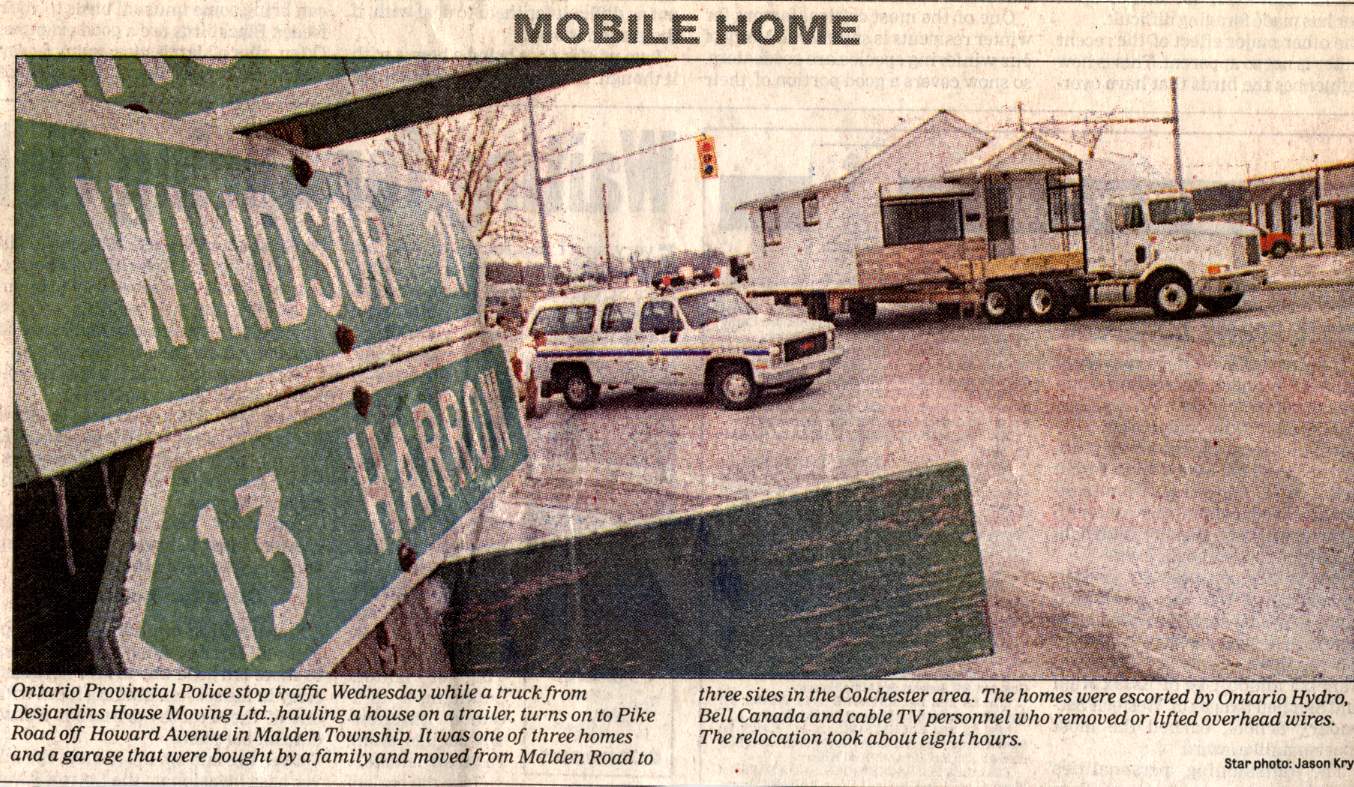 MOBILE HOME
WINDSOR 21
13 HARROW
Ontario Provincial Police stop traffic Wednesday while a truck from
Desjardins House Moving Ltd.,hauling a house on a trailer, turns on to Pike
Road off Howard Avenue in Malden Township. It was one of three homes
and a garage that were bought by a family and moved from Malden Road to
three sites in the Colchester area. The homes were escorted by Ontario Hydro,
Bell Canada and cable TV personnel who removed or lifted overhead wires.
The relocation took about eight hours.
Star photo: Jason Kry